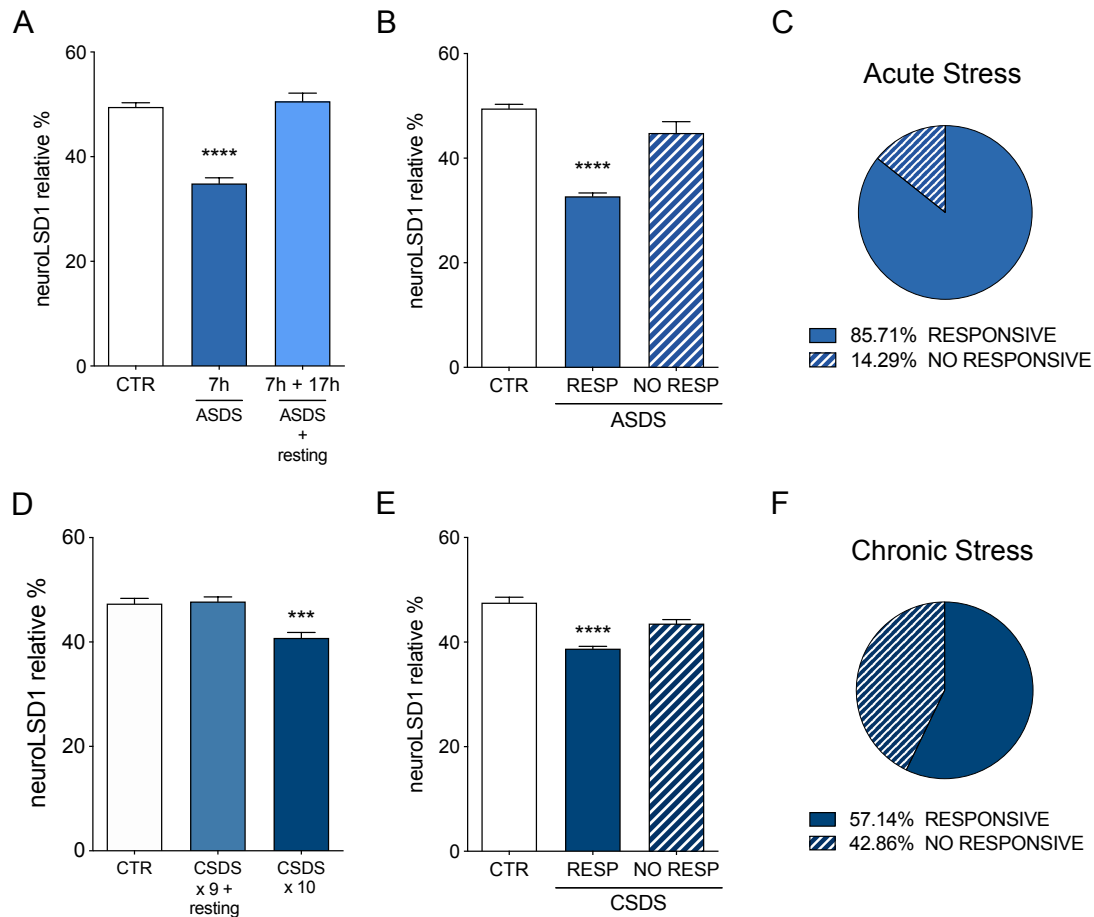 A
neuroLSD1 relative %
60
40
20
0
****
CTR
7h
7h + 17h
ASDS
ASDS
+
resting
B
neuroLSD1 relative %
60
40
20
0
****
CTR
RESP
NO RESP
ASDS
C
Acute Stress
85.71% RESPONSIVE
14.29% NO RESPONSIVE
D
neuroLSD1 relative %
60
40
20
0
***
CTR
CSDS
x 9 +
resting
CSDS
x 10
E
neuroLSD1 relative %
60
40
20
0
****
CTR
RESP
NO RESP
CSDS
F
Chronic Stress
57.14% RESPONSIVE
42.86% NO RESPONSIVE